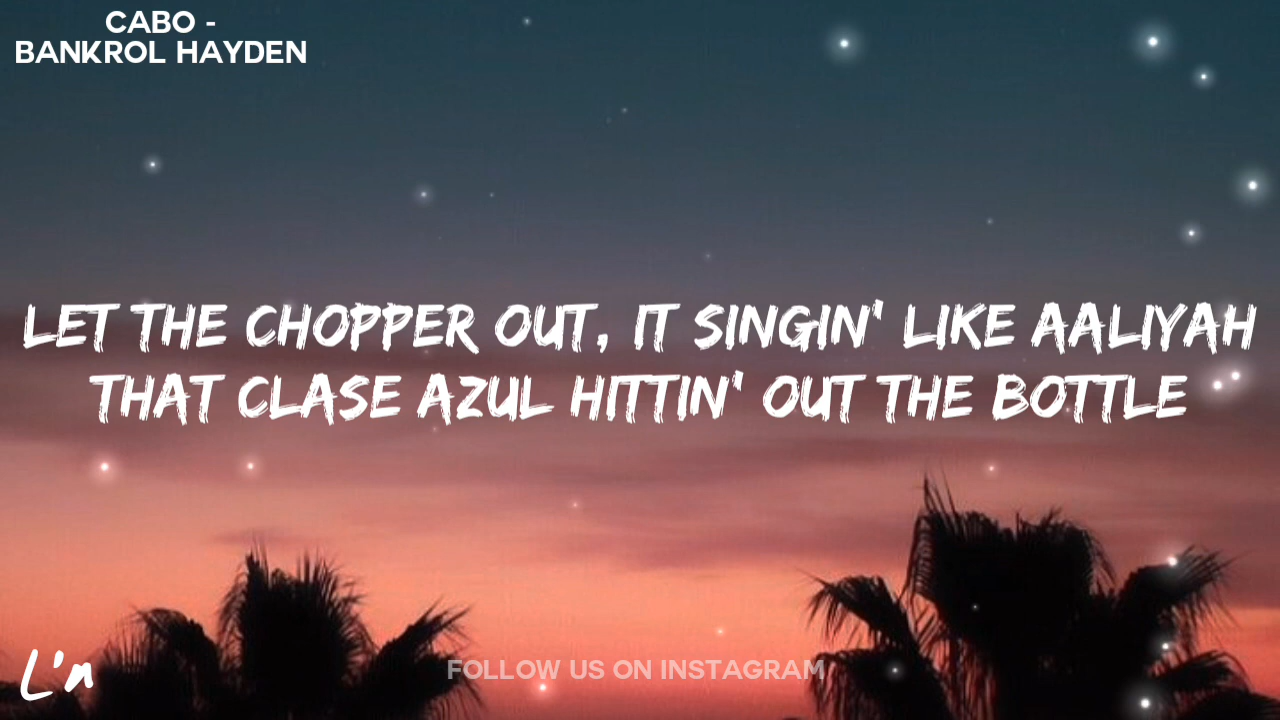 CABO -
BANKROL HAYDEN
LET THE CHOPPER OUT, IT SINGIN' LIKE AALIYAH
THAT CLASE AZUL HITTIN' OUT THE BOTTLE
L'm
FOLLOW US ON INSTAGRAM